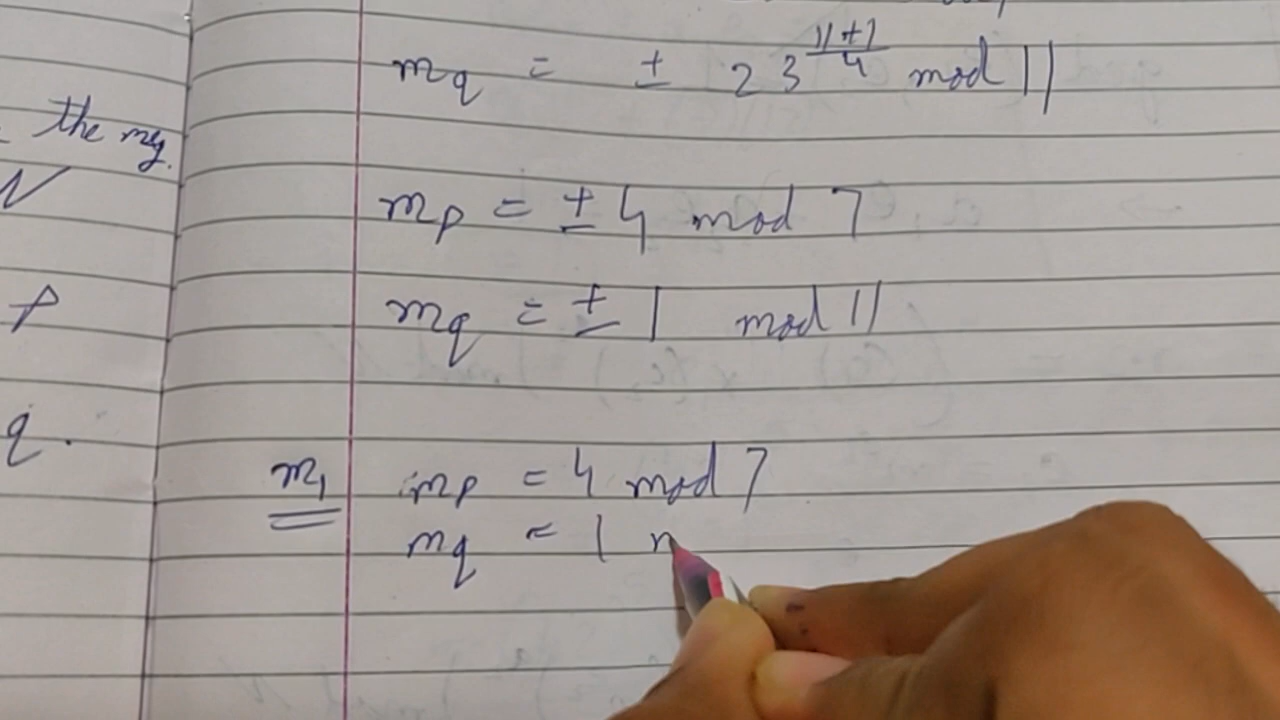 the msg.
N
p
q.
mq = ± 23^(11+1)/4 mod 11
mp = ± 4 mod 7
mq = ± 1 mod 11
m1 mp = 4 mod 7
mq = 1 m